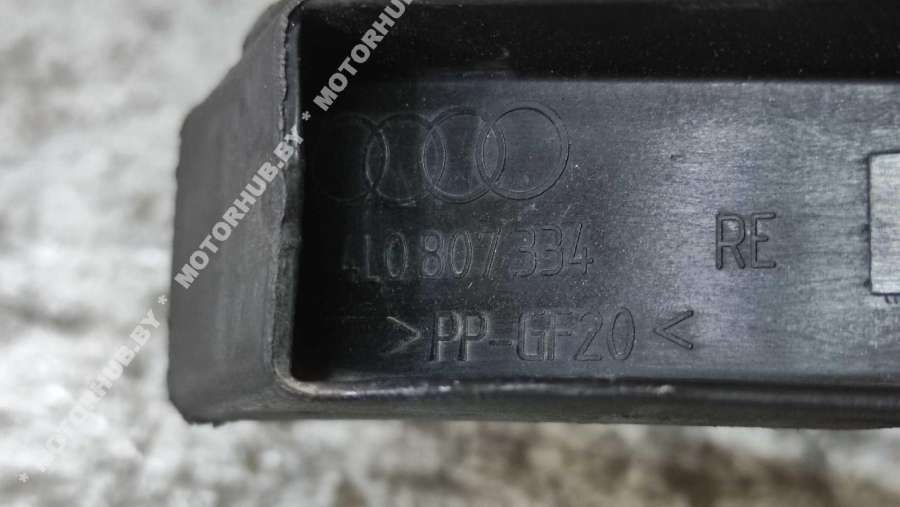 4L0 807 334
RE
>PP-GF20<
* MOTORHUB.BY * MOTORHUB.BY * MOTORHUB